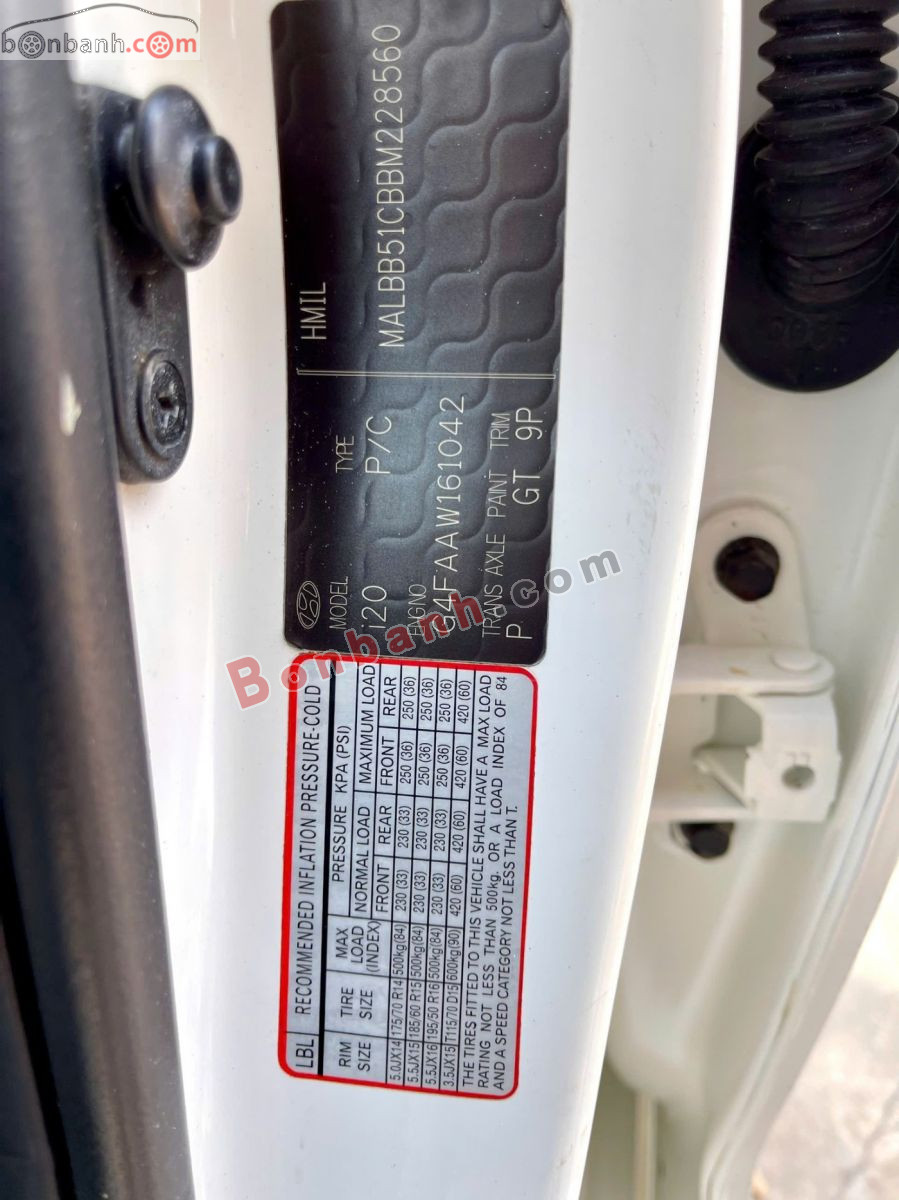 bonbanh.com
HMIL
MODEL TYPE
i20 P/C MALBB51CBBM228560
ENGNO
G4FAAW161042
TRANS AXLE PAINT TRIM
P GT 9P
Bonbanh.com
LBL RECOMMENDED INFLATION PRESSURE-COLD
RIM SIZE TIRE SIZE MAX LOAD (INDEX) PRESSURE KPA (PSI)
NORMAL LOAD MAXIMUM LOAD
FRONT REAR FRONT REAR
5.0JX14 175/70 R14 500kg(84) 230 (33) 230 (33) 250 (36) 250 (36)
5.5JX15 185/60 R15 500kg(84) 230 (33) 230 (33) 250 (36) 250 (36)
5.5JX16 195/50 R16 500kg(84) 230 (33) 230 (33) 250 (36) 250 (36)
3.5JX15 T115/70 D15 600kg(90) 420 (60) 420 (60) 420 (60) 420 (60)
THE TIRES FITTED TO THIS VEHICLE SHALL HAVE A MAX LOAD
RATING NOT LESS THAN 500kg. OR A LOAD INDEX OF 84
AND A SPEED CATEGORY NOT LESS THAN T.